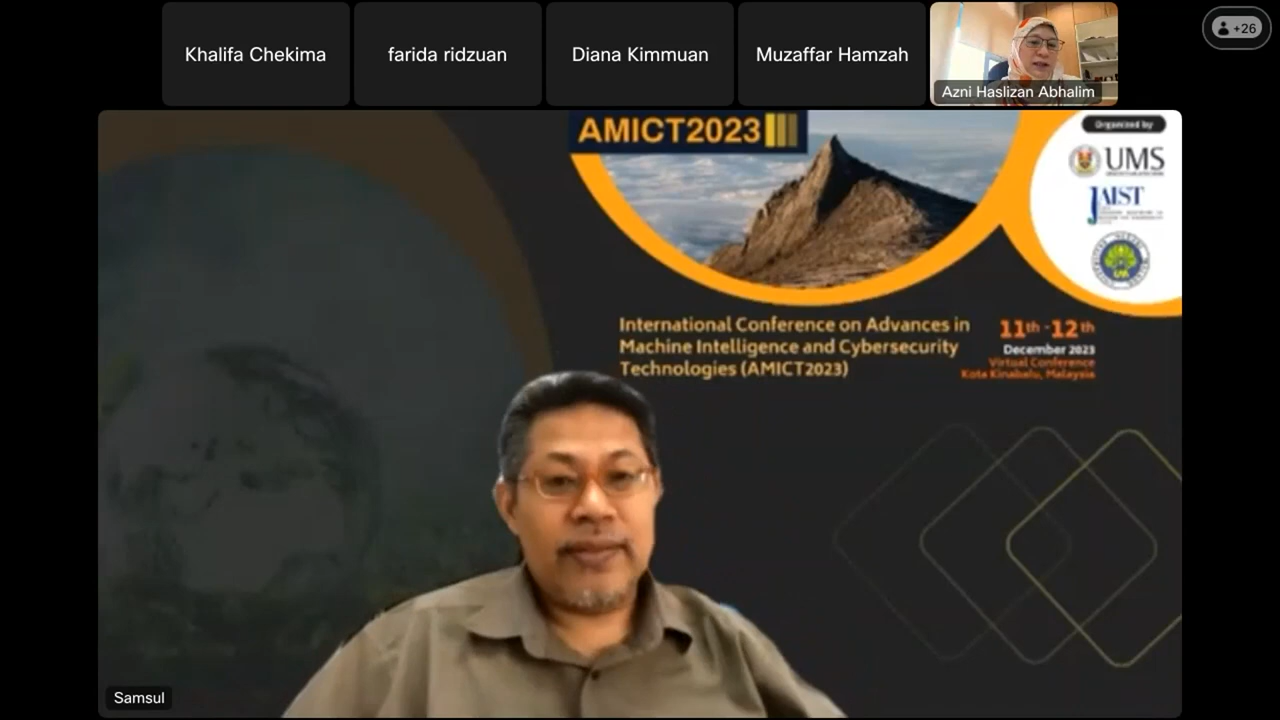 Khalifa Chekima
farida ridzuan
Diana Kimmuan
Muzaffar Hamzah
Azni Haslizan Abhalim
+26
AMICT2023
Organized by
UMS
JAIST
International Conference on Advances in
Machine Intelligence and Cybersecurity
Technologies (AMICT2023)
11th - 12th
December 2023
Virtual Conference
Kota Kinabalu, Malaysia
Samsul